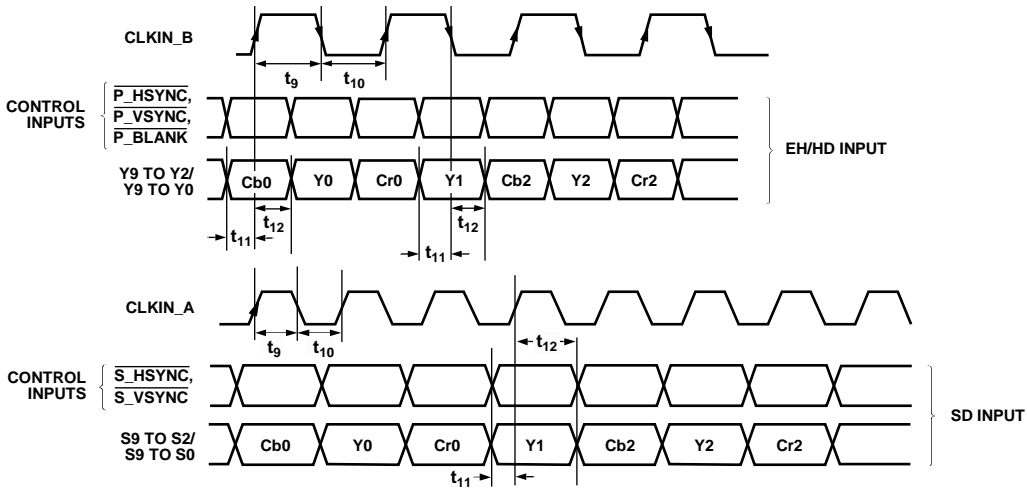 CLKIN_B
t9
t10
CONTROL
INPUTS
P_HSYNC,
P_VSYNC,
P_BLANK
EH/HD INPUT
Y9 TO Y2/
Y9 TO Y0
Cb0
Y0
Cr0
Y1
Cb2
Y2
Cr2
t12
t12
t11
t11
CLKIN_A
t9
t10
t12
CONTROL
INPUTS
S_HSYNC,
S_VSYNC
SD INPUT
S9 TO S2/
S9 TO S0
Cb0
Y0
Cr0
Y1
Cb2
Y2
Cr2
t11